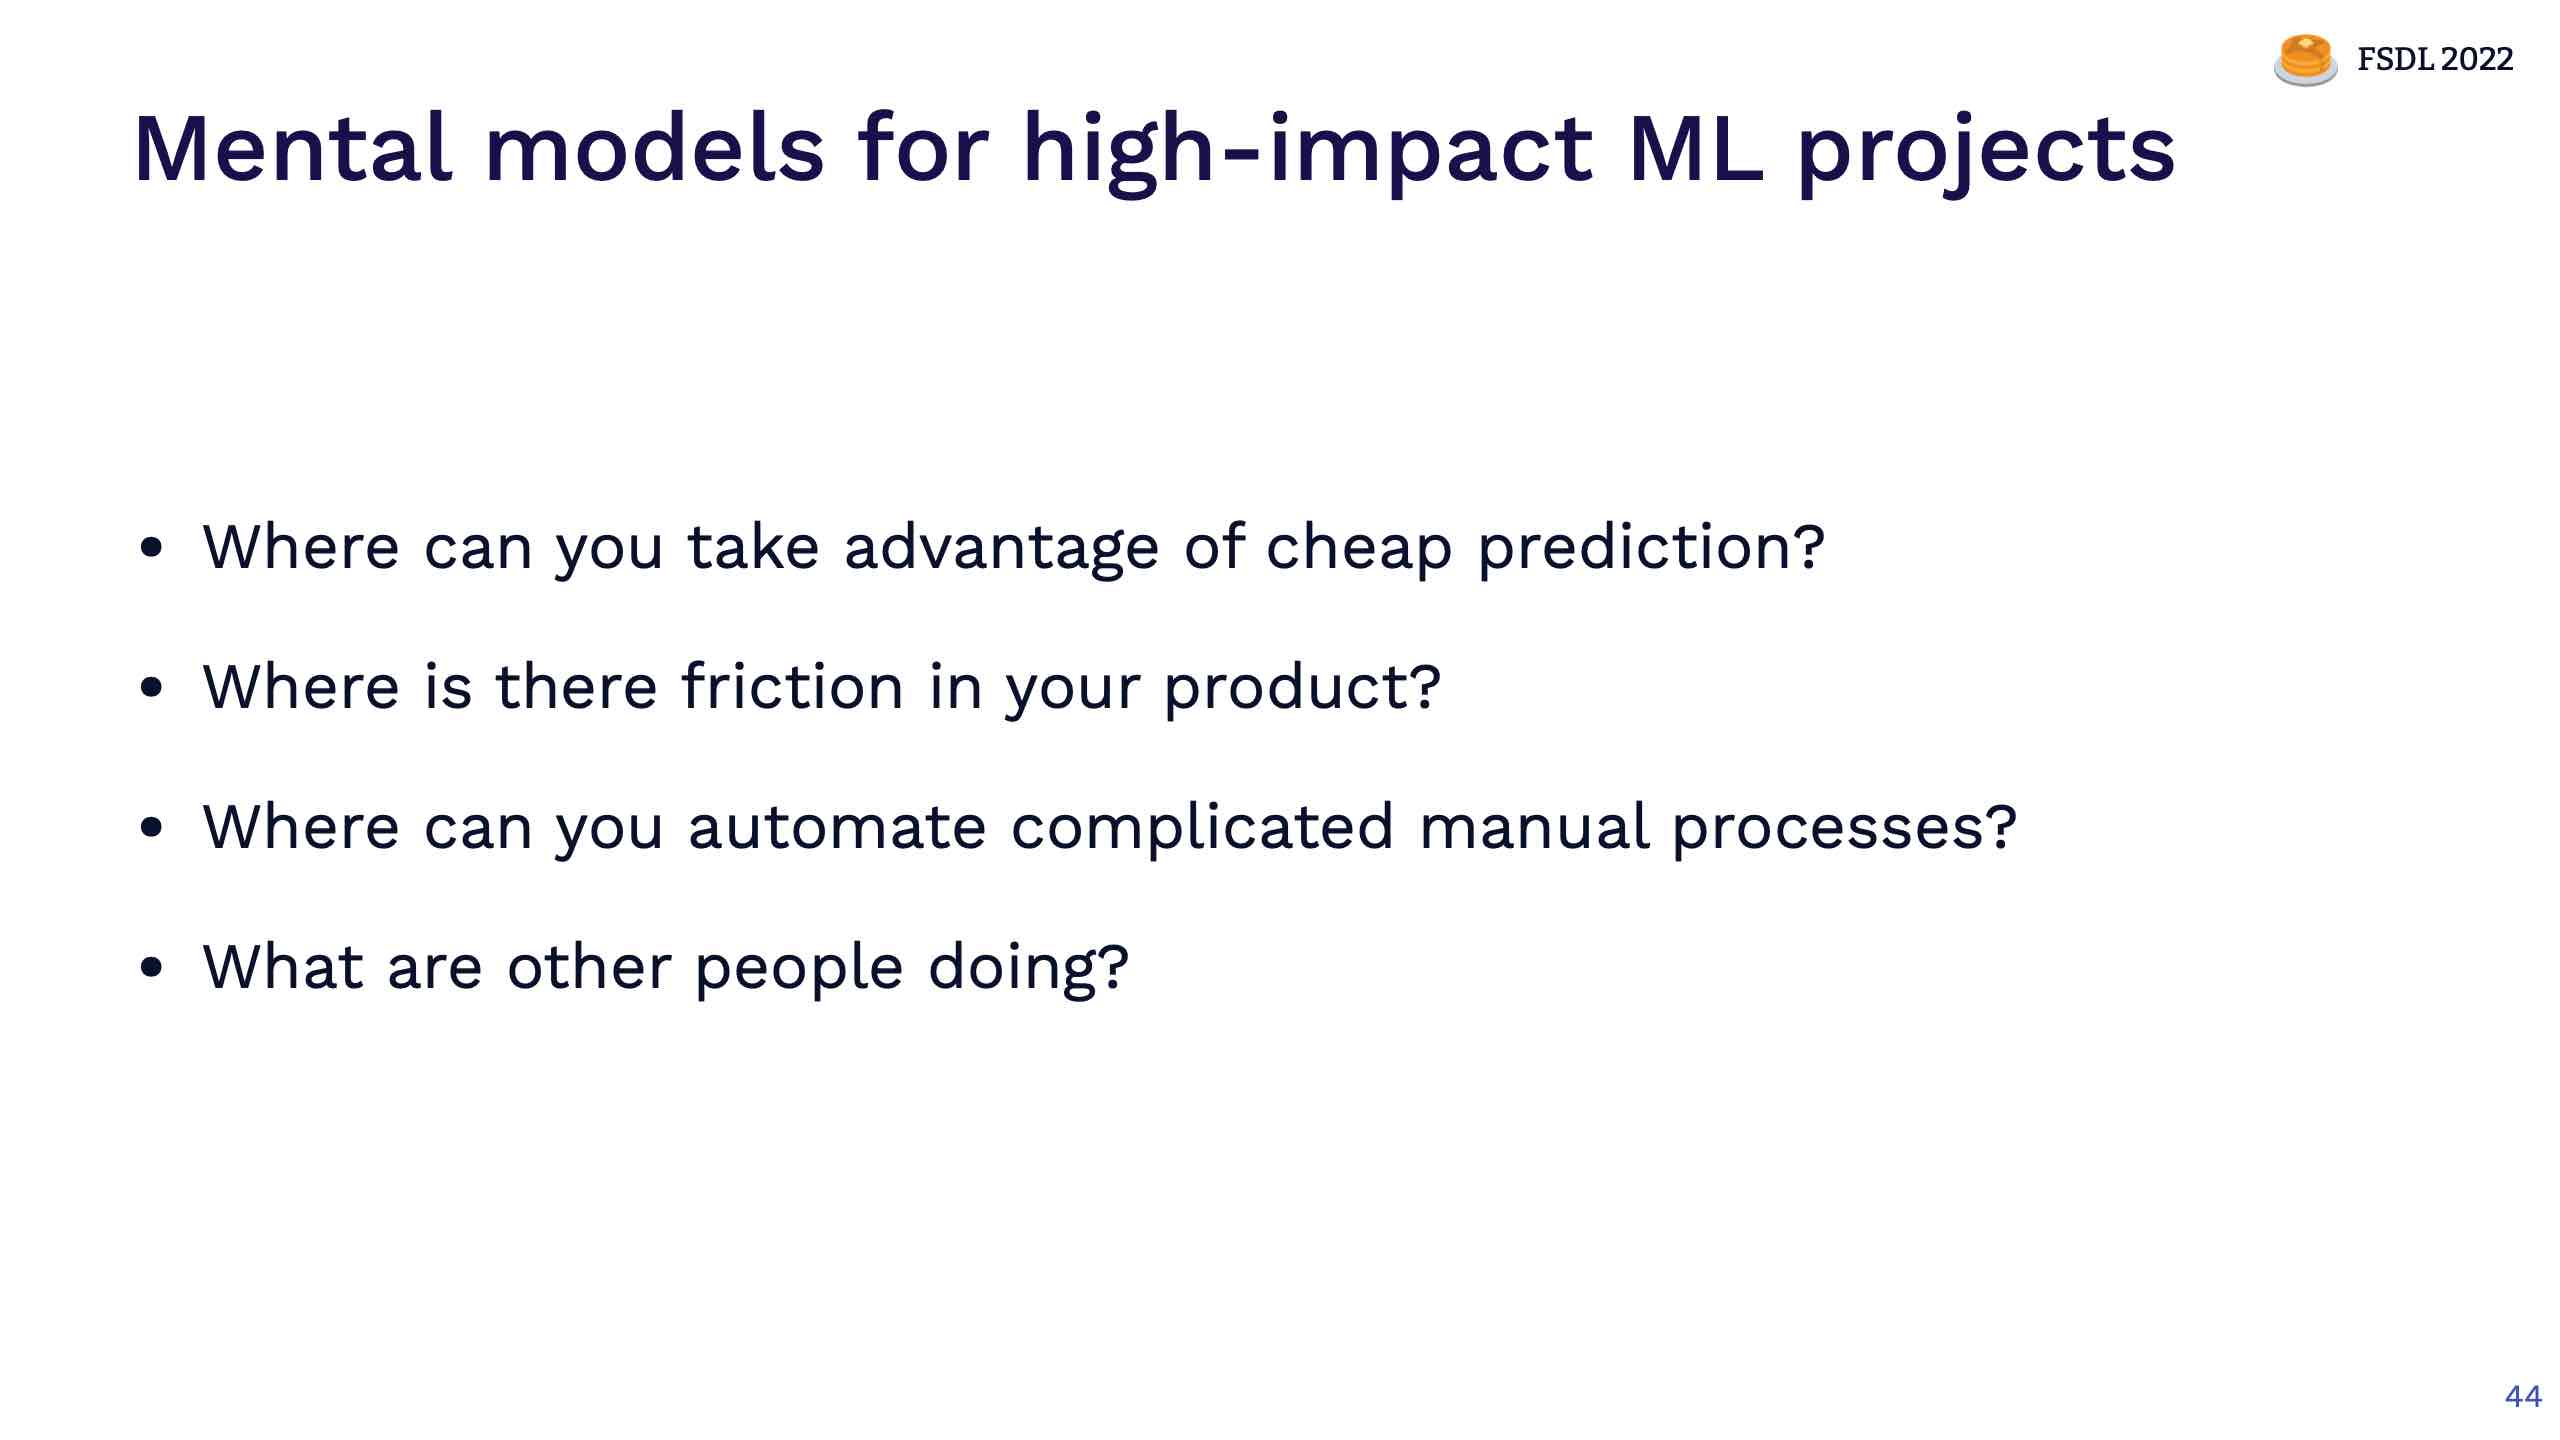 FSDL 2022
Mental models for high-impact ML projects
• Where can you take advantage of cheap prediction?
• Where is there friction in your product?
• Where can you automate complicated manual processes?
• What are other people doing?
44